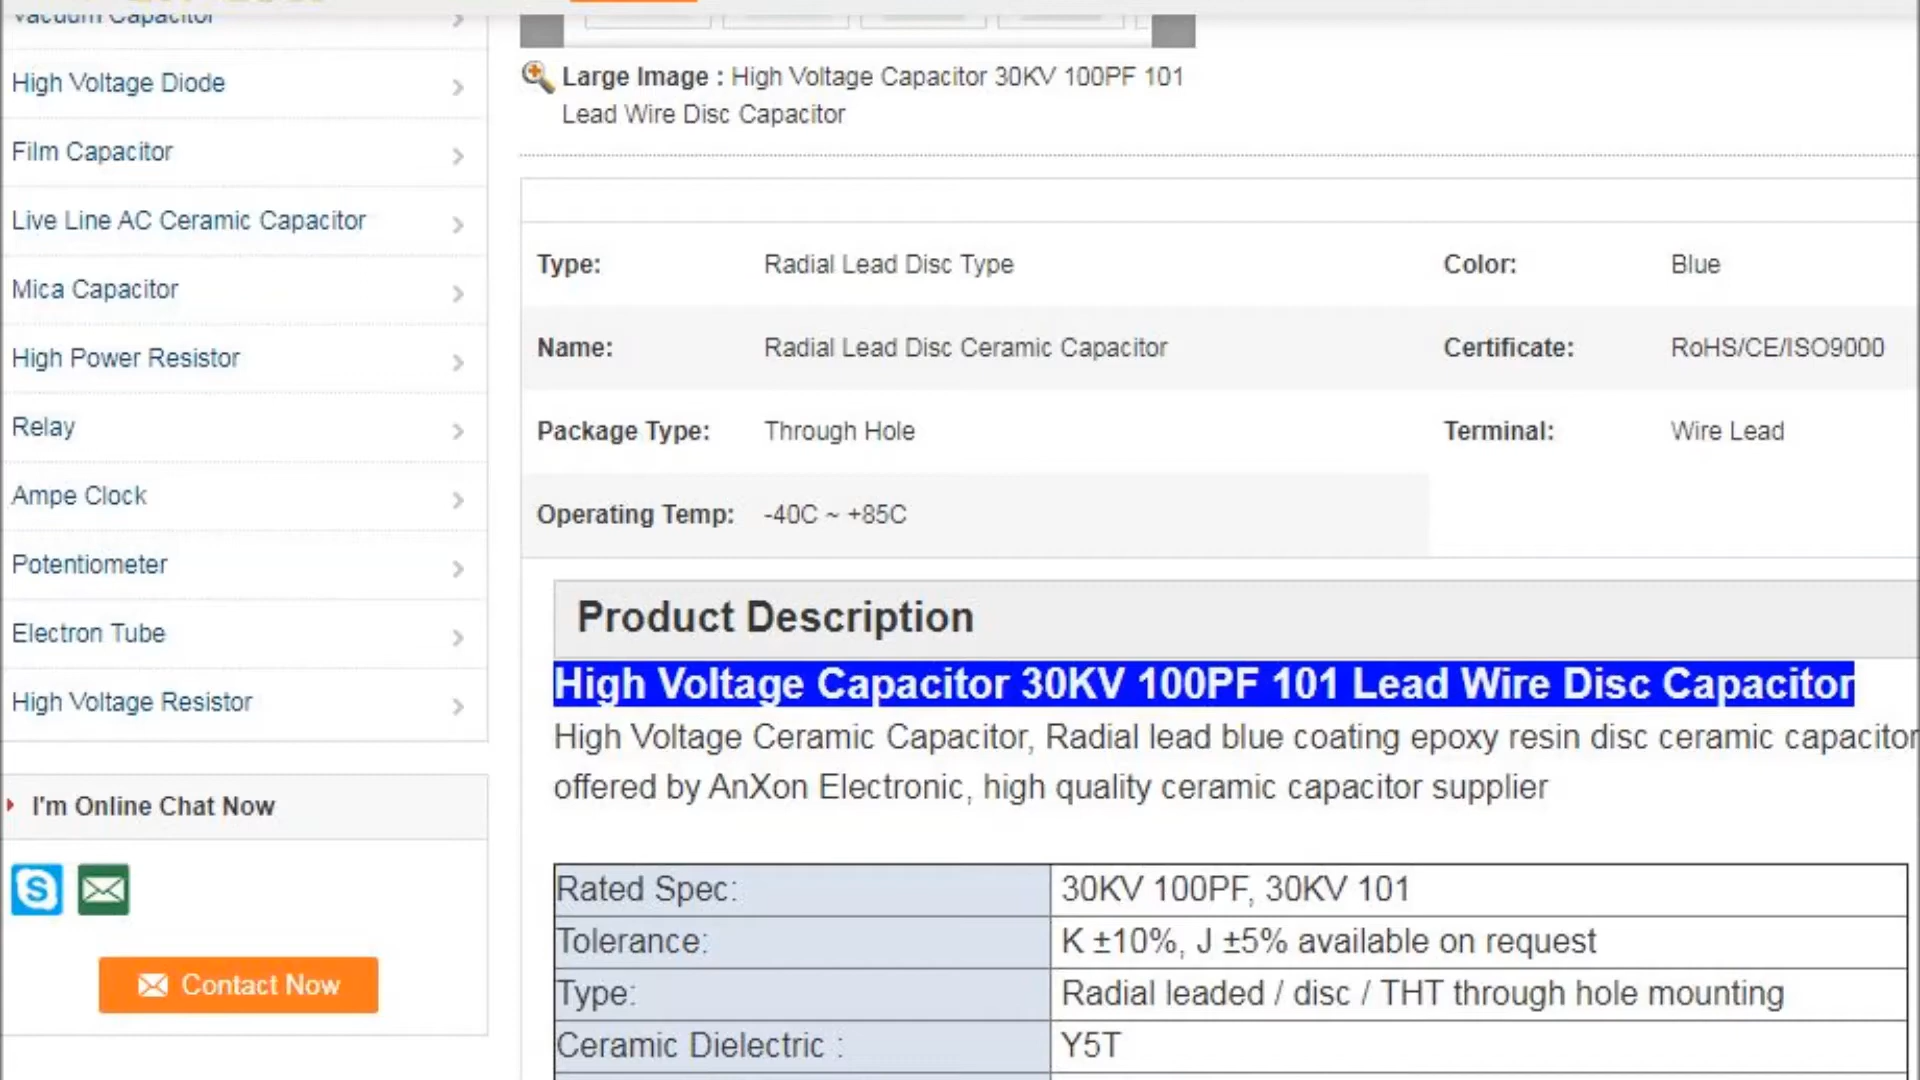 Vacuum Capacitor
High Voltage Diode
Film Capacitor
Live Line AC Ceramic Capacitor
Mica Capacitor
High Power Resistor
Relay
Ampe Clock
Potentiometer
Electron Tube
High Voltage Resistor
I'm Online Chat Now
Contact Now
Large Image : High Voltage Capacitor 30KV 100PF 101
Lead Wire Disc Capacitor
Type: Radial Lead Disc Type Color: Blue
Name: Radial Lead Disc Ceramic Capacitor Certificate: RoHS/CE/ISO9000
Package Type: Through Hole Terminal: Wire Lead
Operating Temp: -40C ~ +85C
Product Description
High Voltage Capacitor 30KV 100PF 101 Lead Wire Disc Capacitor
High Voltage Ceramic Capacitor, Radial lead blue coating epoxy resin disc ceramic capacitor
offered by AnXon Electronic, high quality ceramic capacitor supplier
Rated Spec: 30KV 100PF, 30KV 101
Tolerance: K ±10%, J ±5% available on request
Type: Radial leaded / disc / THT through hole mounting
Ceramic Dielectric : Y5T